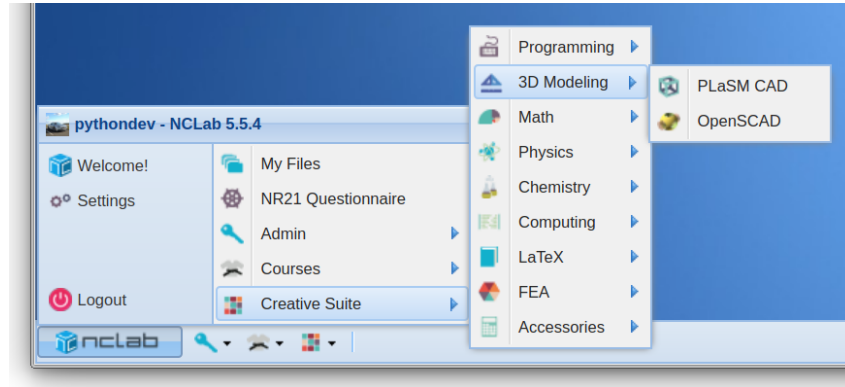 pythondev - NCLab 5.5.4
Welcome!
Settings
Logout
My Files
NR21 Questionnaire
Admin
Courses
Creative Suite
Programming
3D Modeling
Math
Physics
Chemistry
Computing
LaTeX
FEA
Accessories
PLaSM CAD
OpenSCAD
nclab